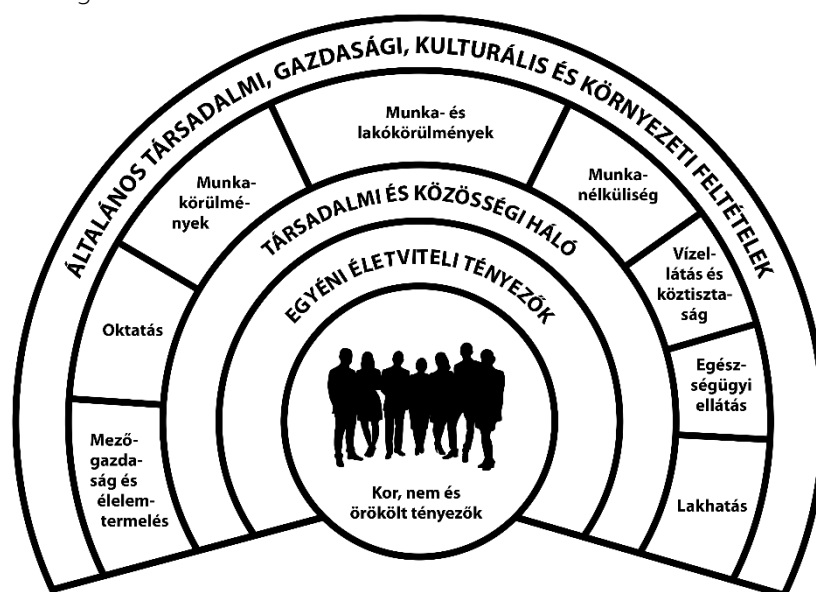 ÁLTALÁNOS TÁRSADALMI, GAZDASÁGI, KULTURÁLIS ÉS KÖRNYEZETI FELTÉTELEK
Mező-
gazda-
ság és
élelem-
termelés
Oktatás
Munka-
körülmé-
nyek
Munka- és
lakókörülmények
Munka-
nélküliség
Vízel-
látás és
köztiszta-
ság
Egész-
ségügyi
ellátás
Lakhatás
TÁRSADALMI ÉS KÖZÖSSÉGI HÁLÓ
EGYÉNI ÉLETVITELI TÉNYEZŐK
Kor, nem és
örökölt tényezők